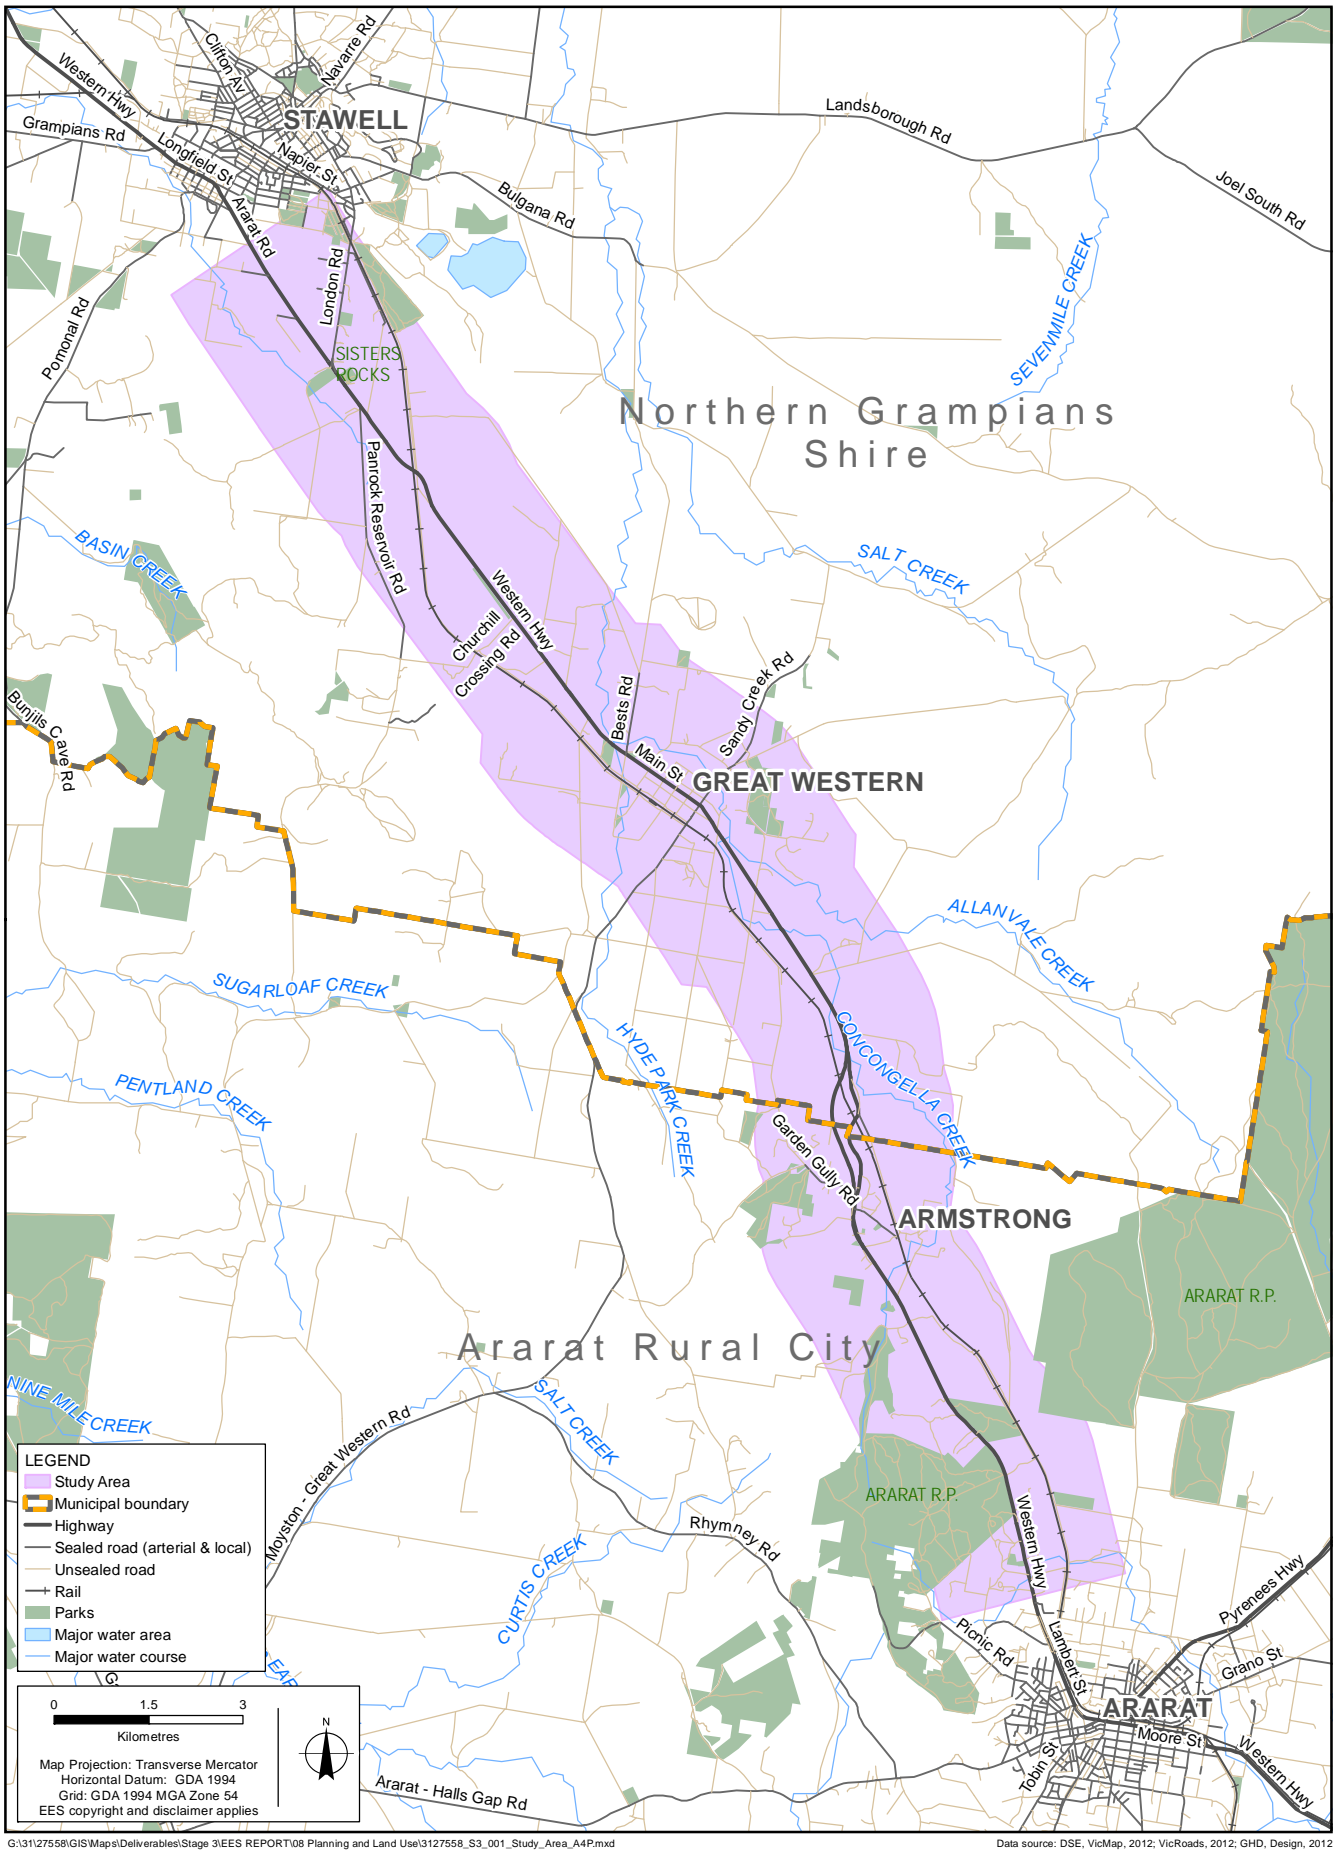 Clifton Av
Navarre Rd
Western Hwy
STAWELL
Landsborough Rd
Grampians Rd
Longfield St
Napier St
Bulgana Rd
Joel South Rd
Ararat Rd
London Rd
SEVENMILE CREEK
Pomonal Rd
SISTERS
ROCKS
Northern Grampians
Shire
Panrock Reservoir Rd
BASIN CREEK
SALT CREEK
Western Hwy
Churchill
Crossing Rd
Bests Rd
Sandy Creek Rd
Bunjils Cave Rd
Main St
GREAT WESTERN
ALLANVALE CREEK
SUGARLOAF CREEK
CONCONGELLA CREEK
HYDE PARK CREEK
PENTLAND CREEK
Garden Gully Rd
ARMSTRONG
ARARAT R.P.
Ararat Rural City
NINE MILE CREEK
SALT CREEK
Moyston - Great Western Rd
ARARAT R.P.
Western Hwy
Rhymney Rd
CURTIS CREEK
Pyrenees Hwy
Picnic Rd
Lambert St
Grano St
ARARAT
Moore St
Tobin St
Western Hwy
Ararat - Halls Gap Rd
LEGEND
Study Area
Municipal boundary
Highway
Sealed road (arterial & local)
Unsealed road
Rail
Parks
Major water area
Major water course
0 1.5 3
Kilometres
N
Map Projection: Transverse Mercator
Horizontal Datum: GDA 1994
Grid: GDA 1994 MGA Zone 54
EES copyright and disclaimer applies
G:\31\27558\GIS\Maps\Deliverables\Stage 3\EES REPORT\08 Planning and Land Use\3127558_S3_001_Study_Area_A4P.mxd
Data source: DSE, VicMap, 2012; VicRoads, 2012; GHD, Design, 2012